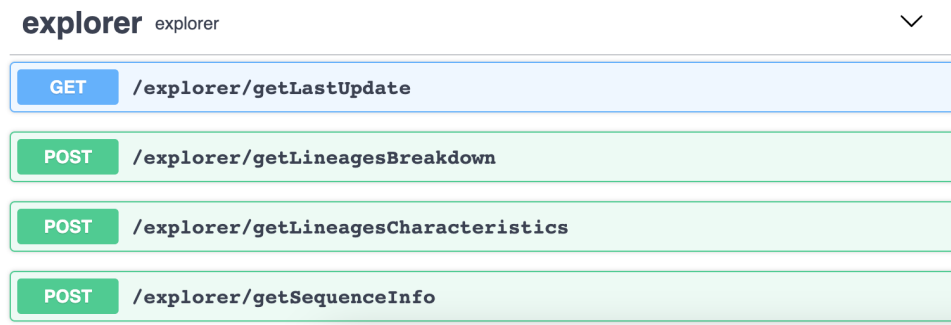 explorer explorer
GET /explorer/getLastUpdate
POST /explorer/getLineagesBreakdown
POST /explorer/getLineagesCharacteristics
POST /explorer/getSequenceInfo